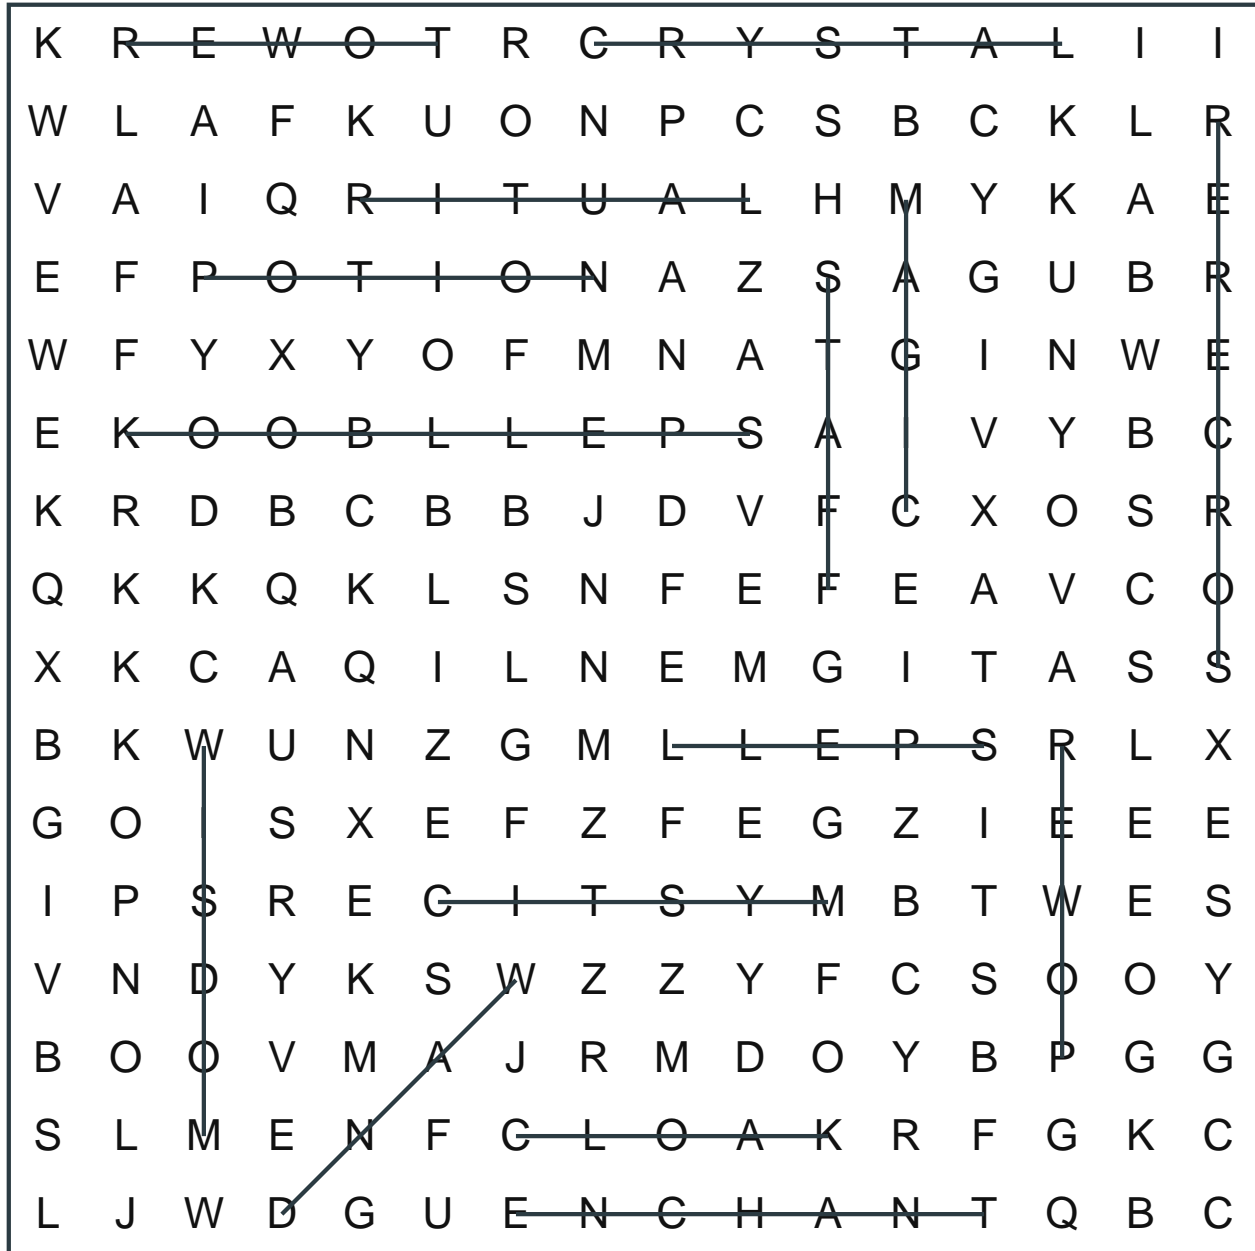 K R E W O T R C R Y S T A L I I
W L A F K U O N P C S B C K L R
V A I Q R I T U A L H M Y K A E
E F P O T I O N A Z S A G U B R
W F Y X Y O F M N A T G I N W E
E K O O B L L E P S A I V Y B C
K R D B C B B J D V F C X O S R
Q K K Q K L S N F E F E A V C O
X K C A Q I L N E M G I T A S S
B K W U N Z G M L L E P S R L X
G O I S X E F Z F E G Z I E E E
I P S R E C I T S Y M B T W E S
V N D Y K S W Z Z Y F C S O O Y
B O O V M A J R M D O Y B P G G
S L M E N F C L O A K R F G K C
L J W D G U E N C H A N T Q B C